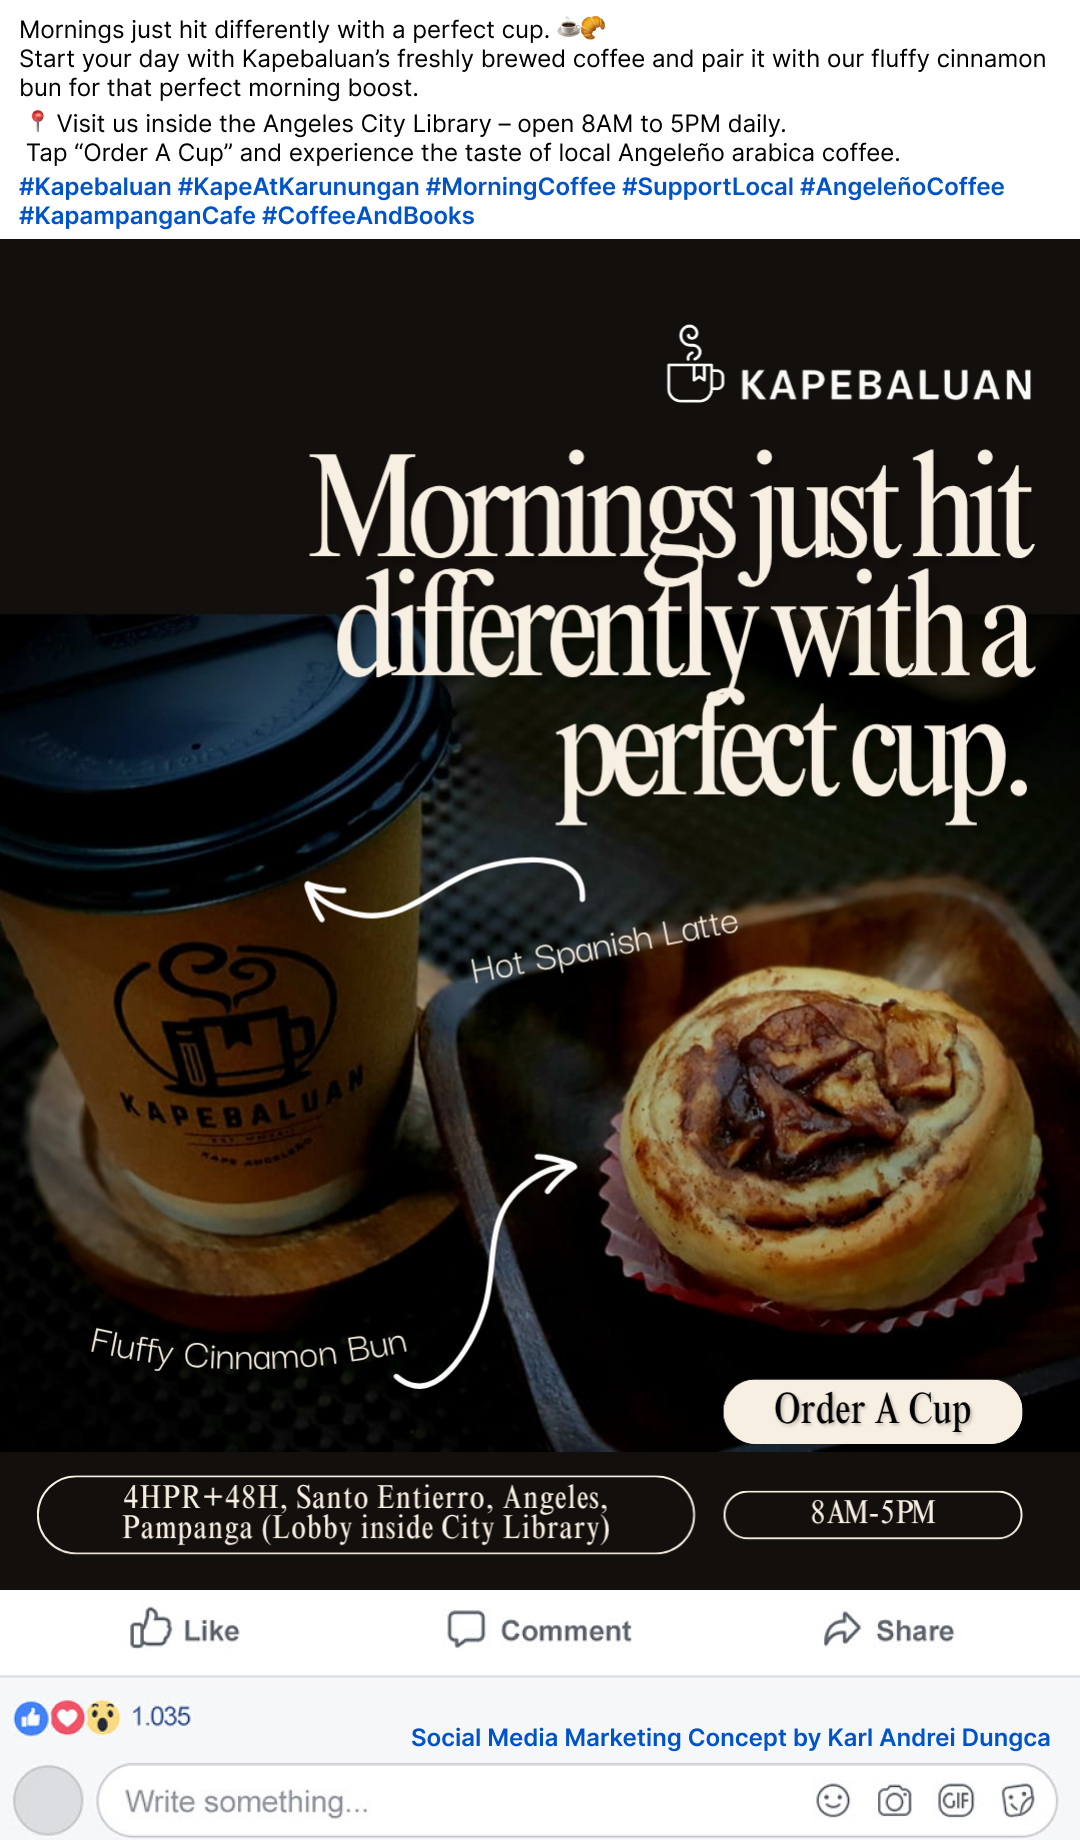 Mornings just hit differently with a perfect cup. ☕🥐
Start your day with Kapebaluan’s freshly brewed coffee and pair it with our fluffy cinnamon
bun for that perfect morning boost.
📍 Visit us inside the Angeles City Library – open 8AM to 5PM daily.
Tap “Order A Cup” and experience the taste of local Angeleño arabica coffee.
#Kapebaluan #KapeAtKarunungan #MorningCoffee #SupportLocal #AngeleñoCoffee
#KapampanganCafe #CoffeeAndBooks
KAPEBALUAN
Mornings just hit
differently with a
perfect cup.
Hot Spanish Latte
KAPEBALUAN
KAPE ANGELEÑO
Fluffy Cinnamon Bun
Order A Cup
4HPR+48H, Santo Entierro, Angeles,
Pampanga (Lobby inside City Library)
8AM-5PM
Like
Comment
Share
1.035
Social Media Marketing Concept by Karl Andrei Dungca
Write something...
GIF